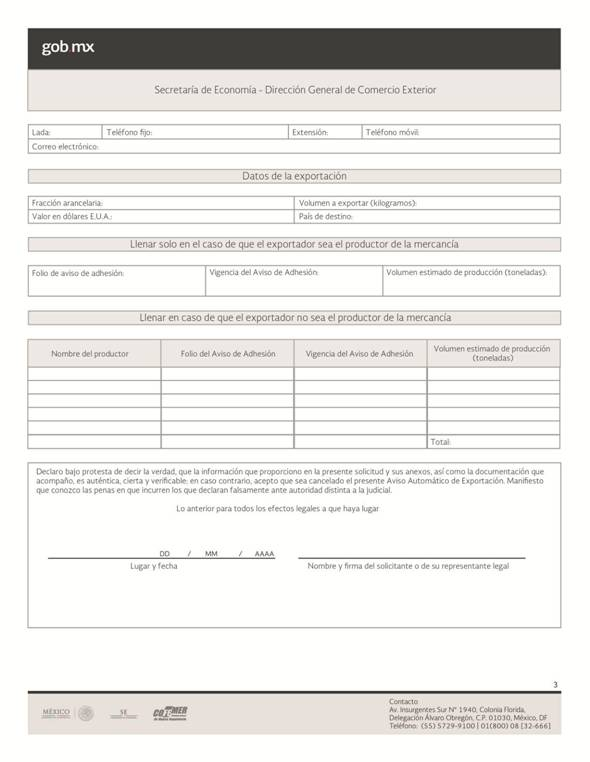 gob.mx
Secretaría de Economía - Dirección General de Comercio Exterior
Lada: Teléfono fijo: Extensión: Teléfono móvil:
Correo electrónico:
Datos de la exportación
Fracción arancelaria: Volumen a exportar (kilogramos):
Valor en dólares E.U.A.: País de destino:
Llenar solo en el caso de que el exportador sea el productor de la mercancía
Folio de aviso de adhesión: Vigencia del Aviso de Adhesión: Volumen estimado de producción (toneladas):
Llenar en caso de que el exportador no sea el productor de la mercancía
Nombre del productor Folio del Aviso de Adhesión Vigencia del Aviso de Adhesión Volumen estimado de producción
(toneladas)
Total:
Declaro bajo protesta de decir la verdad, que la información que proporciono en la presente solicitud y sus anexos, así como la documentación que
acompaño, es auténtica, cierta y verificable; en caso contrario, acepto que sea cancelado el presente Aviso Automático de Exportación. Manifiesto
que conozco las penas en que incurren los que declaran falsamente ante autoridad distinta a la judicial.
Lo anterior para todos los efectos legales a que haya lugar
DD / MM / AAAA
Lugar y fecha Nombre y firma del solicitante o de su representante legal
3
Contacto
Av. Insurgentes Sur N° 1940, Colonia Florida,
Delegación Álvaro Obregón, C.P. 01030, México, DF
Teléfono: (55) 5729-9100 | 01(800) 08 [32-666]
MÉXICO SE